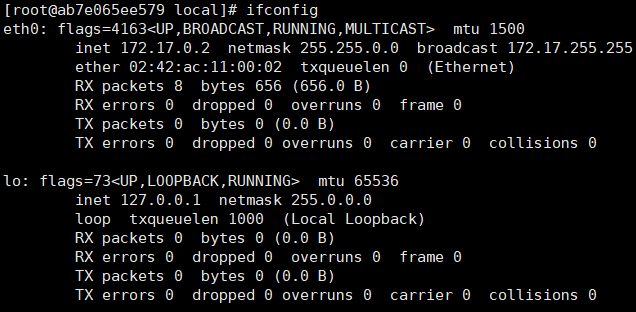 [root@ab7e065ee579 local]# ifconfig
eth0: flags=4163<UP,BROADCAST,RUNNING,MULTICAST>  mtu 1500
        inet 172.17.0.2  netmask 255.255.0.0  broadcast 172.17.255.255
        ether 02:42:ac:11:00:02  txqueuelen 0  (Ethernet)
        RX packets 8  bytes 656 (656.0 B)
        RX errors 0  dropped 0  overruns 0  frame 0
        TX packets 0  bytes 0 (0.0 B)
        TX errors 0  dropped 0 overruns 0  carrier 0  collisions 0

lo: flags=73<UP,LOOPBACK,RUNNING>  mtu 65536
        inet 127.0.0.1  netmask 255.0.0.0
        loop  txqueuelen 1000  (Local Loopback)
        RX packets 0  bytes 0 (0.0 B)
        RX errors 0  dropped 0  overruns 0  frame 0
        TX packets 0  bytes 0 (0.0 B)
        TX errors 0  dropped 0 overruns 0  carrier 0  collisions 0